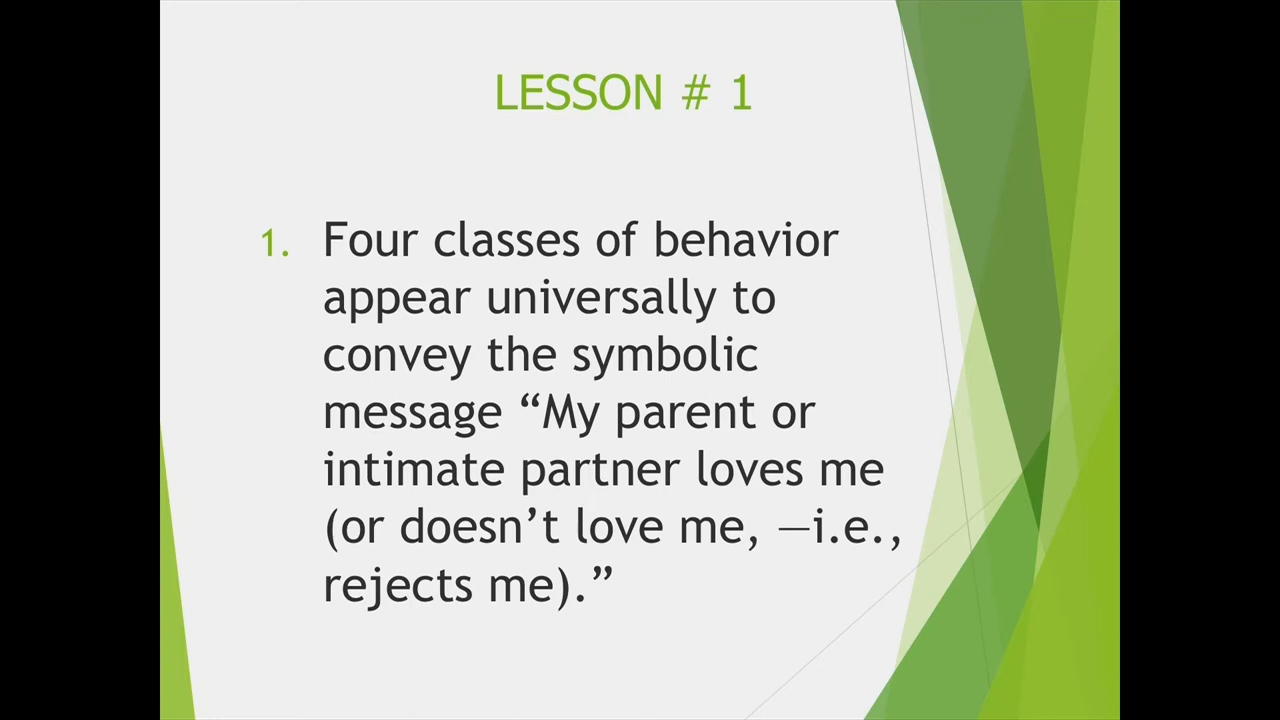 LESSON # 1
1. Four classes of behavior
appear universally to
convey the symbolic
message “My parent or
intimate partner loves me
(or doesn’t love me, —i.e.,
rejects me).”